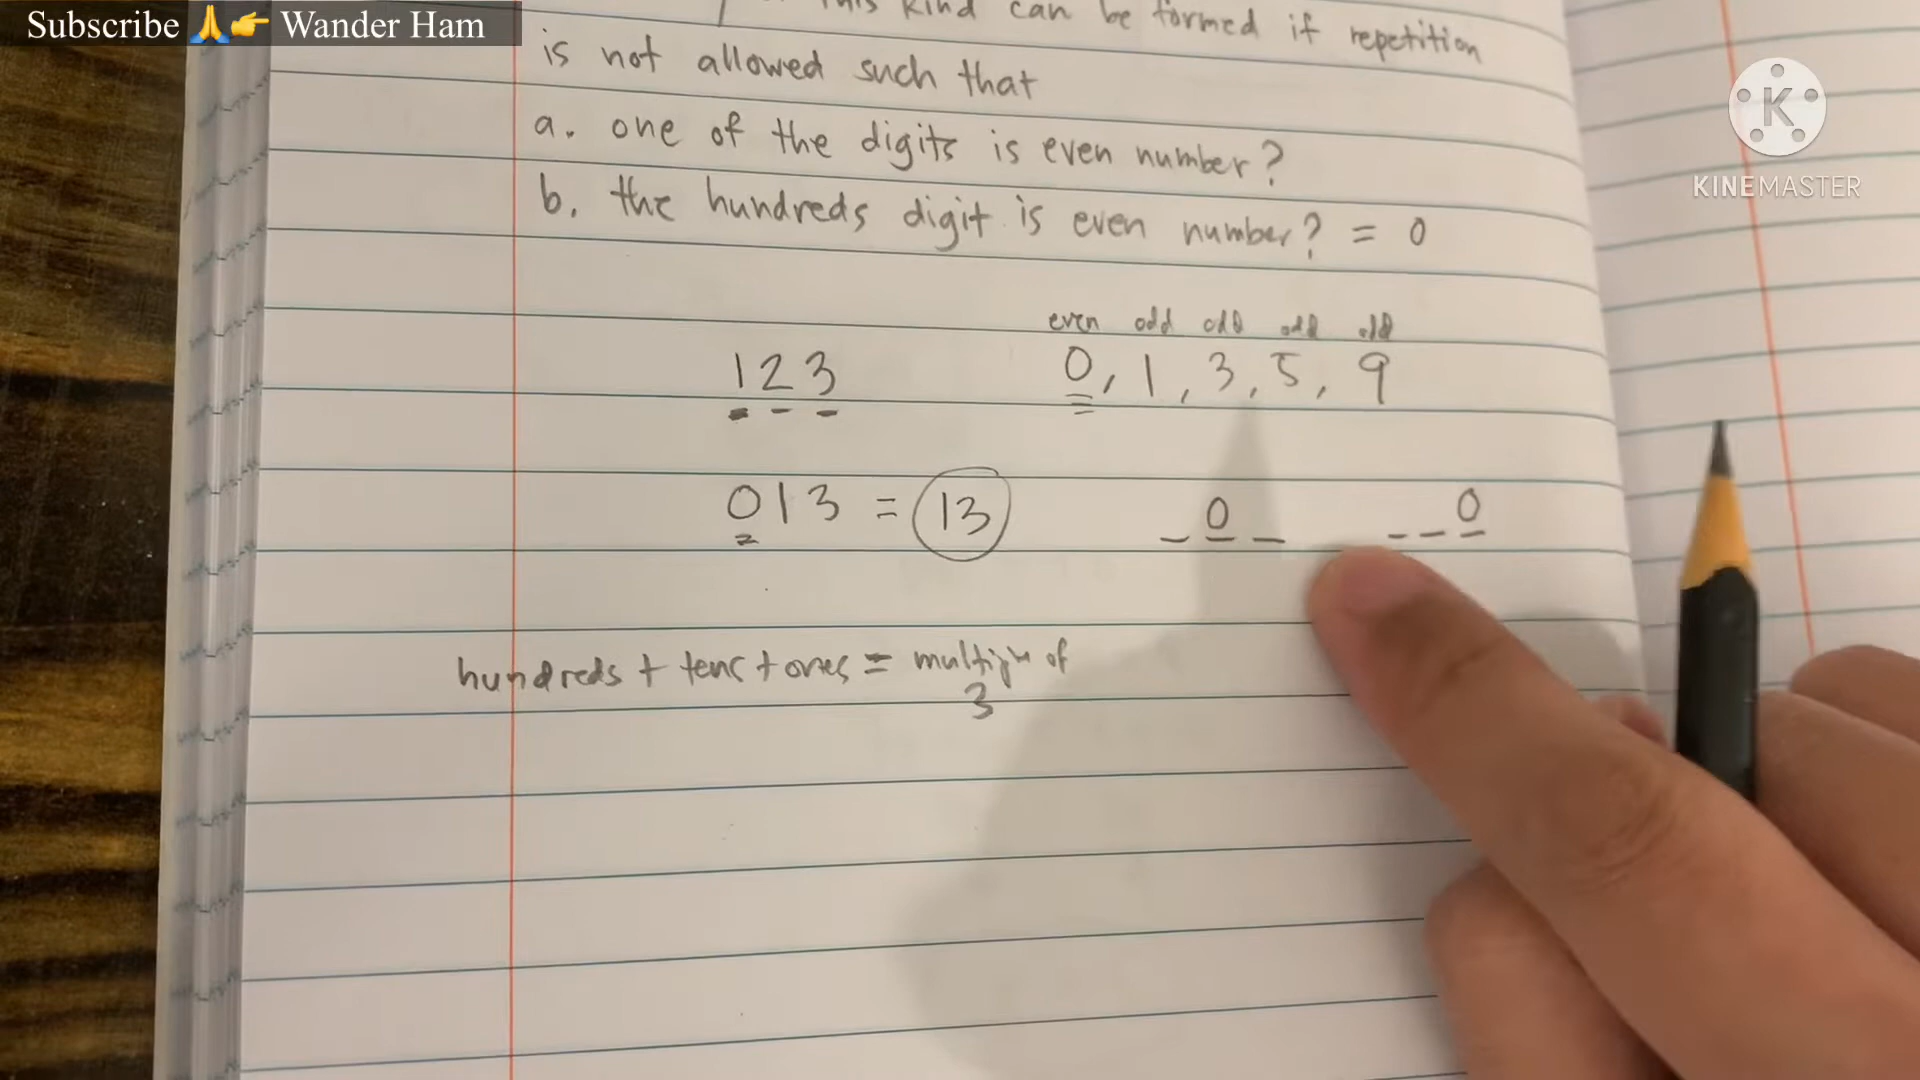 Subscribe 🙏👉 Wander Ham
This kind can be formed if repetition
is not allowed such that
a. one of the digits is even number?
b. the hundreds digit is even number? = 0
K
KINEMASTER
even odd odd odd odd
123 0, 1, 3, 5, 9
013 = 13 _ 0 _ _ _ 0
hundreds + tens + ones = multiple of
3